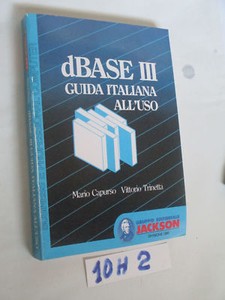 dBASE III
GUIDA ITALIANA
ALL'USO
Mario Capurso Vittorio Trinetta
GRUPPO EDITORIALE
JACKSON
10H2